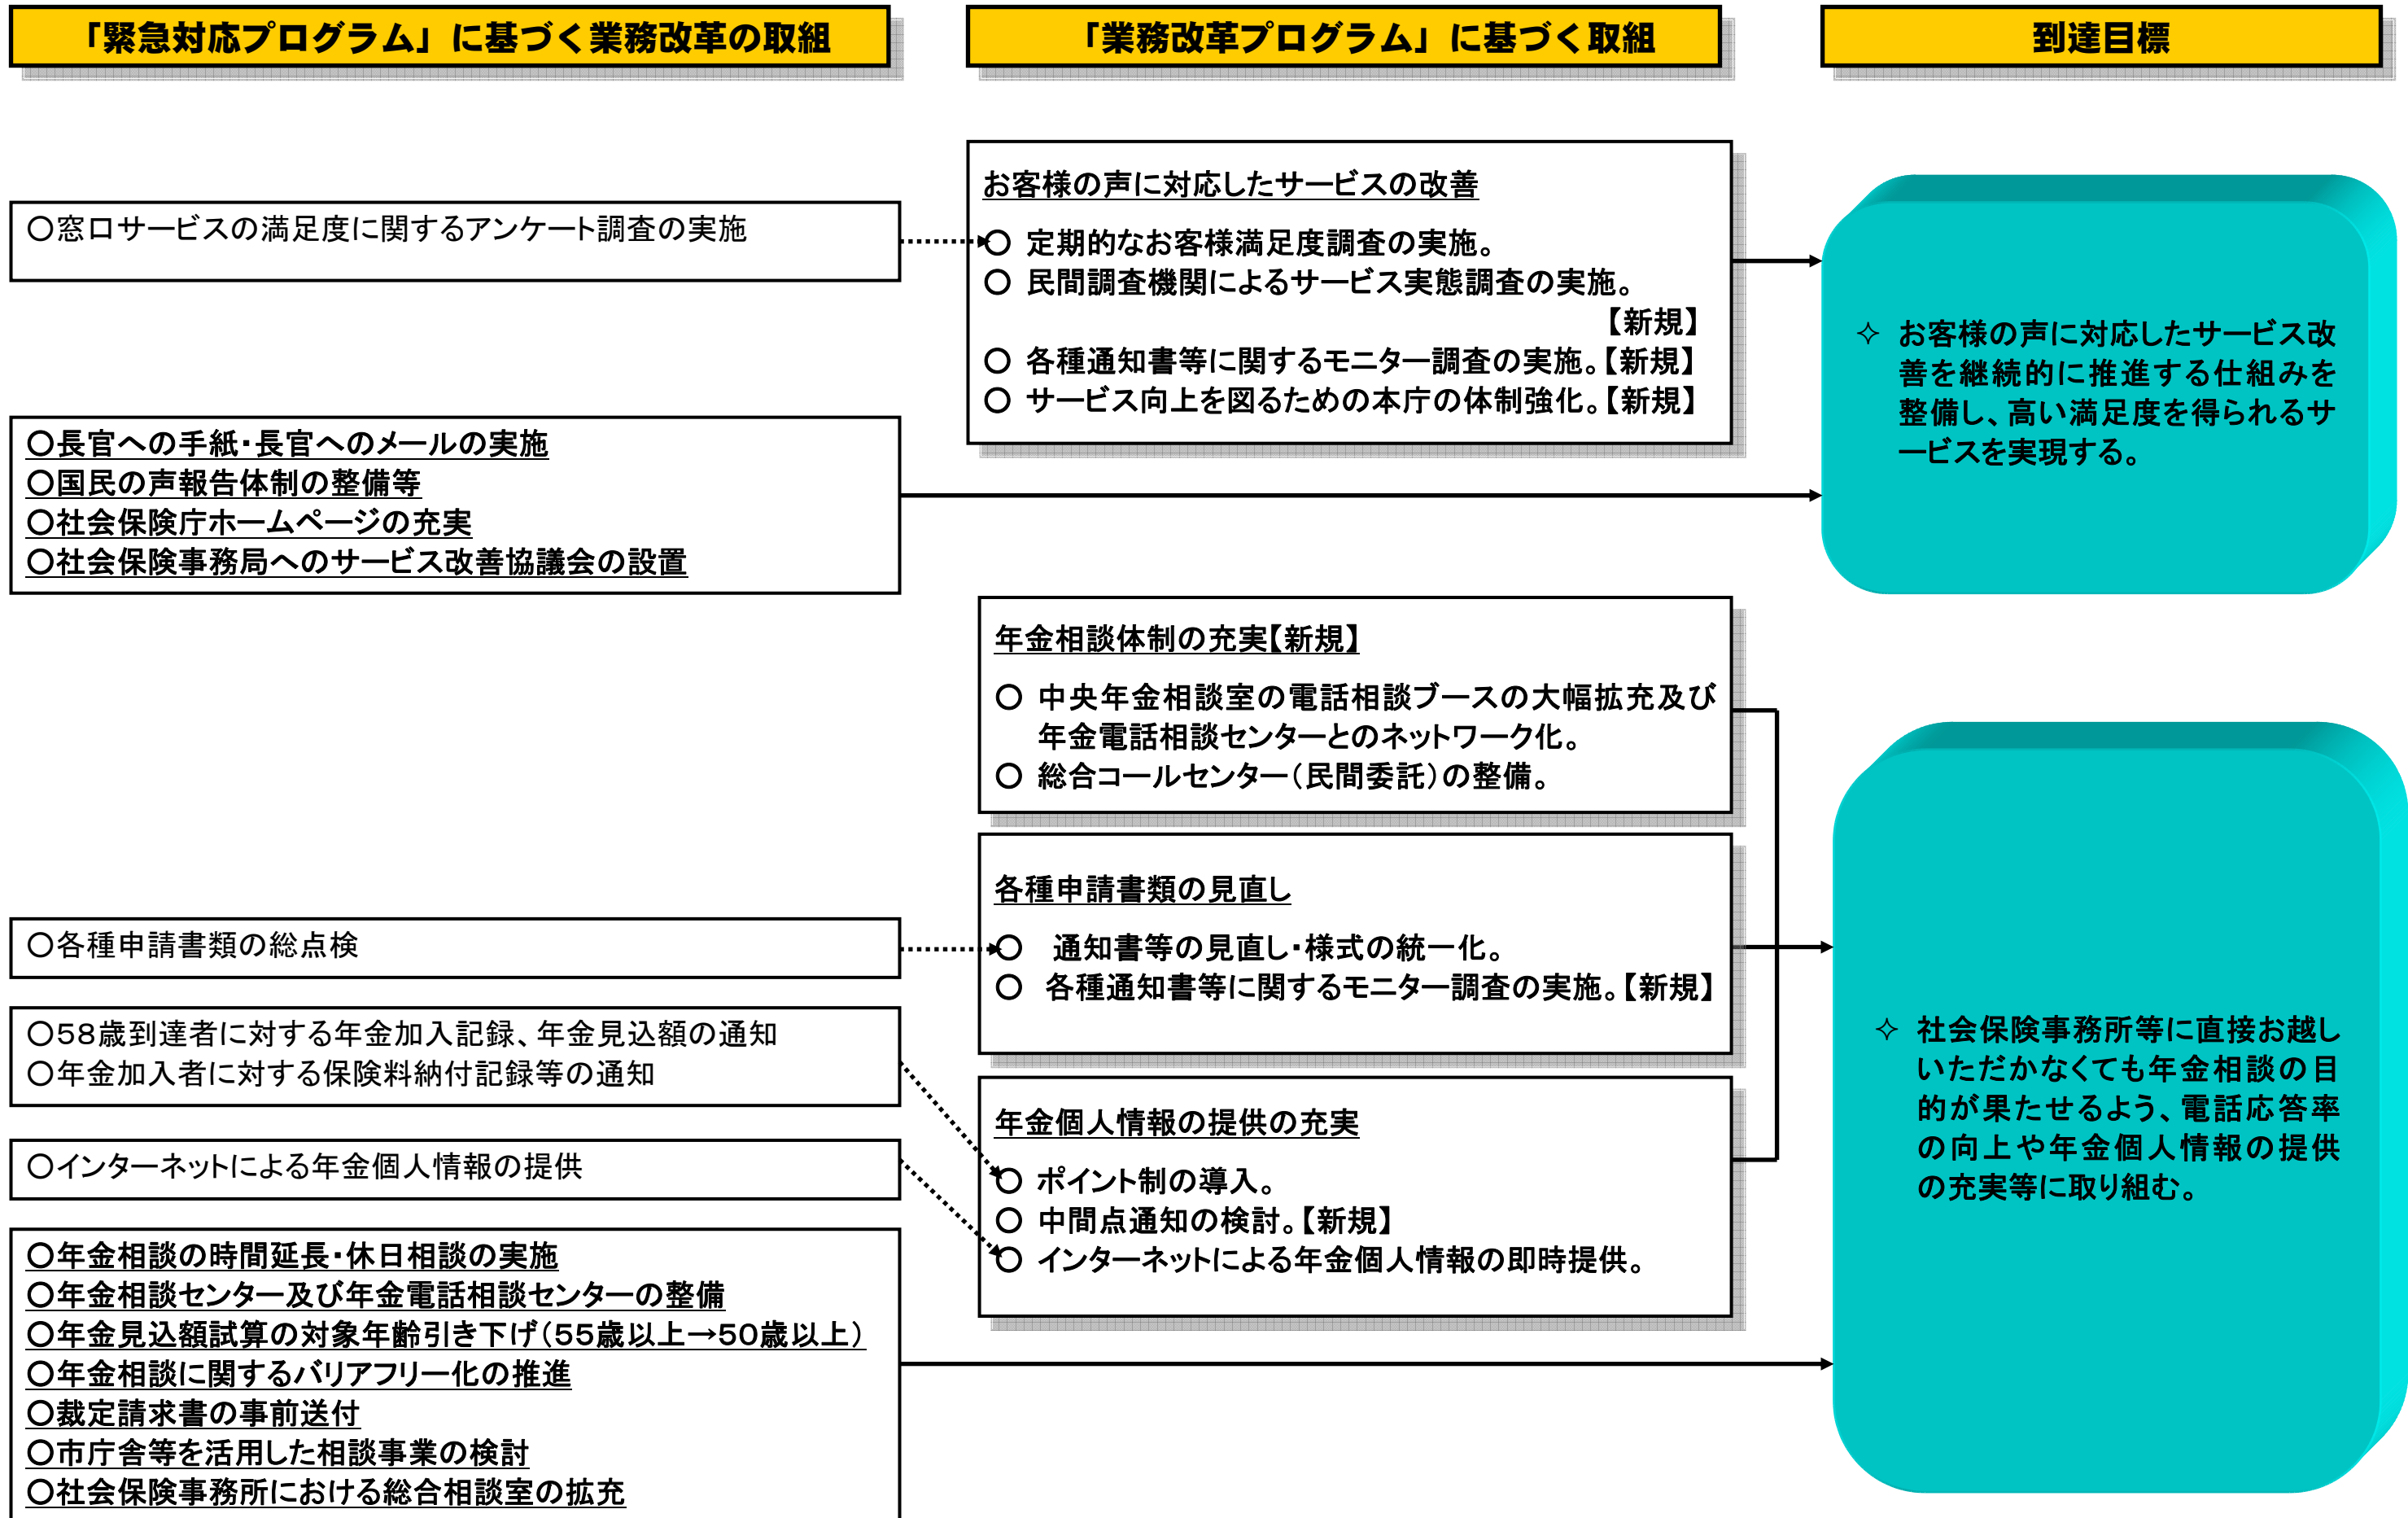 「緊急対応プログラム」に基づく業務改革の取組
「業務改革プログラム」に基づく取組
到達目標
〇窓口サービスの満足度に関するアンケート調査の実施
〇長官への手紙・長官へのメールの実施
〇国民の声報告体制の整備等
〇社会保険庁ホームページの充実
〇社会保険事務局へのサービス改善協議会の設置
〇各種申請書類の総点検
〇58歳到達者に対する年金加入記録、年金見込額の通知
〇年金加入者に対する保険料納付記録等の通知
〇インターネットによる年金個人情報の提供
〇年金相談の時間延長・休日相談の実施
〇年金相談センター及び年金電話相談センターの整備
〇年金見込額試算の対象年齢引き下げ(55歳以上→50歳以上)
〇年金相談に関するバリアフリー化の推進
〇裁定請求書の事前送付
〇市庁舎等を活用した相談事業の検討
〇社会保険事務所における総合相談室の拡充
お客様の声に対応したサービスの改善
〇 定期的なお客様満足度調査の実施。
〇 民間調査機関によるサービス実態調査の実施。
【新規】
〇 各種通知書等に関するモニター調査の実施。【新規】
〇 サービス向上を図るための本庁の体制強化。【新規】
年金相談体制の充実【新規】
〇 中央年金相談室の電話相談ブースの大幅拡充及び
年金電話相談センターとのネットワーク化。
〇 総合コールセンター(民間委託)の整備。
各種申請書類の見直し
〇 通知書等の見直し・様式の統一化。
〇 各種通知書等に関するモニター調査の実施。【新規】
年金個人情報の提供の充実
〇 ポイント制の導入。
〇 中間点通知の検討。【新規】
〇 インターネットによる年金個人情報の即時提供。
✧ お客様の声に対応したサービス改
善を継続的に推進する仕組みを
整備し、高い満足度を得られるサ
ービスを実現する。
✧ 社会保険事務所等に直接お越し
いただかなくても年金相談の目
的が果たせるよう、電話応答率
の向上や年金個人情報の提供
の充実等に取り組む。